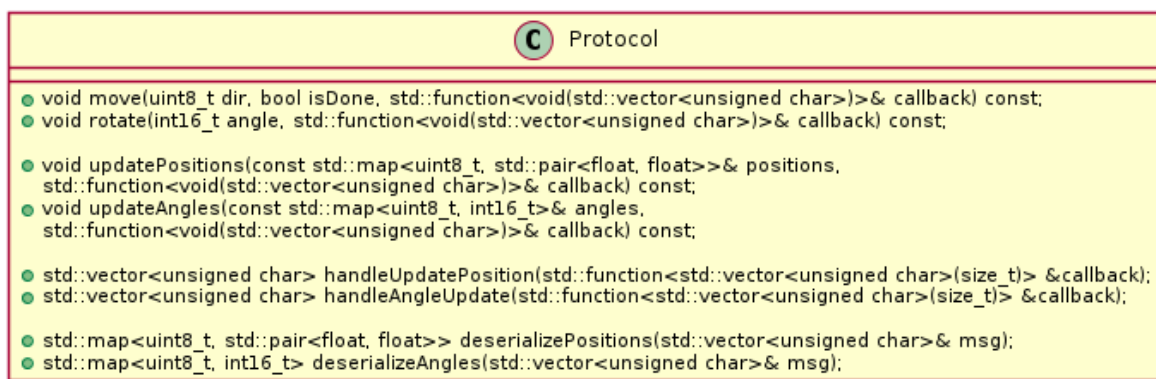 C Protocol
void move(uint8_t dir, bool isDone, std::function<void(std::vector<unsigned char>)>& callback) const;
void rotate(int16_t angle, std::function<void(std::vector<unsigned char>)>& callback) const;
void updatePositions(const std::map<uint8_t, std::pair<float, float>>& positions,
std::function<void(std::vector<unsigned char>)>& callback) const;
void updateAngles(const std::map<uint8_t, int16_t>& angles,
std::function<void(std::vector<unsigned char>)>& callback) const;
std::vector<unsigned char> handleUpdatePosition(std::function<std::vector<unsigned char>(size_t)> &callback);
std::vector<unsigned char> handleAngleUpdate(std::function<std::vector<unsigned char>(size_t)> &callback);
std::map<uint8_t, std::pair<float, float>> deserializePositions(std::vector<unsigned char>& msg);
std::map<uint8_t, int16_t> deserializeAngles(std::vector<unsigned char>& msg);